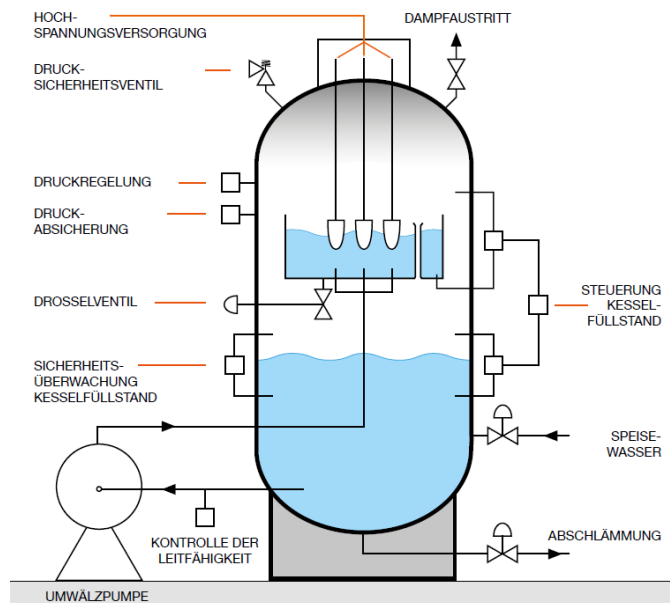 HOCH-
SPANNUNGSVERSORGUNG
DAMPFAUSTRITT
DRUCK-
SICHERHEITSVENTIL
DRUCKREGELUNG
DRUCK-
ABSICHERUNG
DROSSELVENTIL
STEUERUNG
KESSEL-
FÜLLSTAND
SICHERHEITS-
ÜBERWACHUNG
KESSELFÜLLSTAND
SPEISE-
WASSER
KONTROLLE DER
LEITFÄHIGKEIT
ABSCHLÄMMUNG
UMWÄLZPUMPE